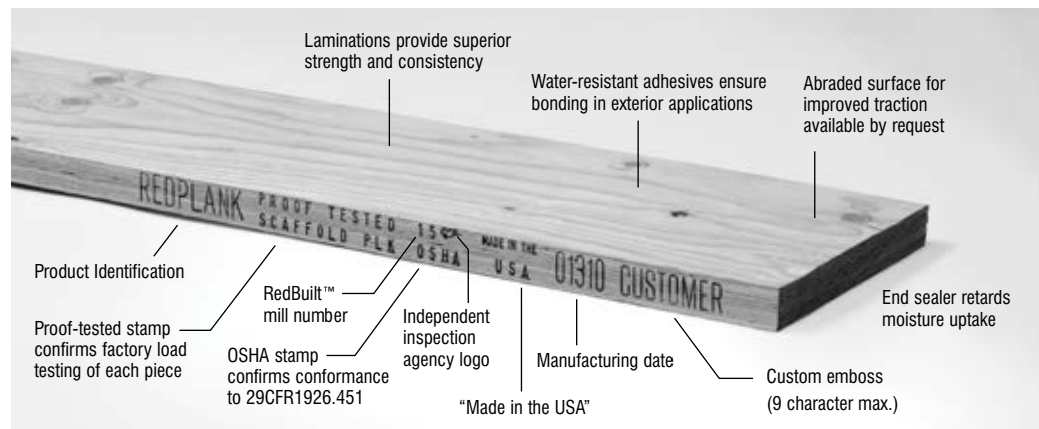 Laminations provide superior
strength and consistency
Water-resistant adhesives ensure
bonding in exterior applications
Abraded surface for
improved traction
available by request
REDPLANK PROOF TESTED 15 MADE IN THE 01310 CUSTOMER
SCAFFOLD PLK OSHA USA
Product Identification
Proof-tested stamp
confirms factory load
testing of each piece
RedBuilt™
mill number
OSHA stamp
confirms conformance
to 29CFR1926.451
Independent
inspection
agency logo
"Made in the USA"
Manufacturing date
Custom emboss
(9 character max.)
End sealer retards
moisture uptake